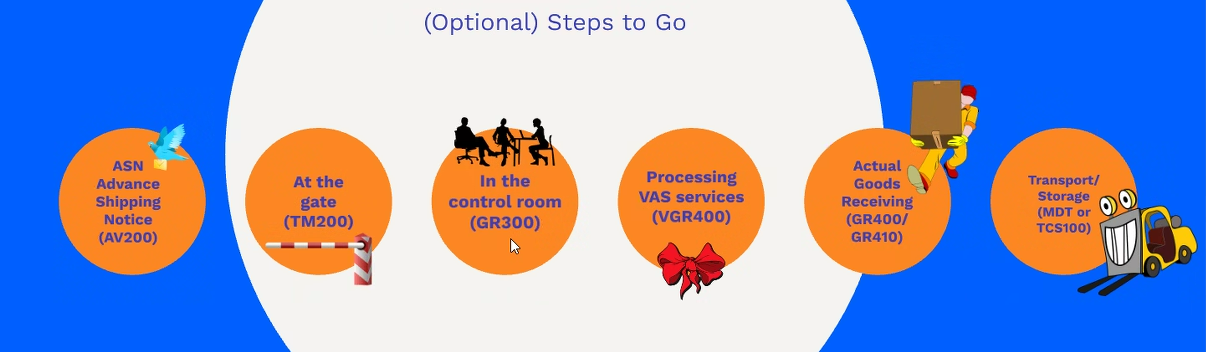 (Optional) Steps to Go
ASN
Advance
Shipping
Notice
(AV200)
At the
gate
(TM200)
In the
control room
(GR300)
Processing
VAS services
(VGR400)
Actual
Goods
Receiving
(GR400/
GR410)
Transport/
Storage
(MDT or
TCS100)